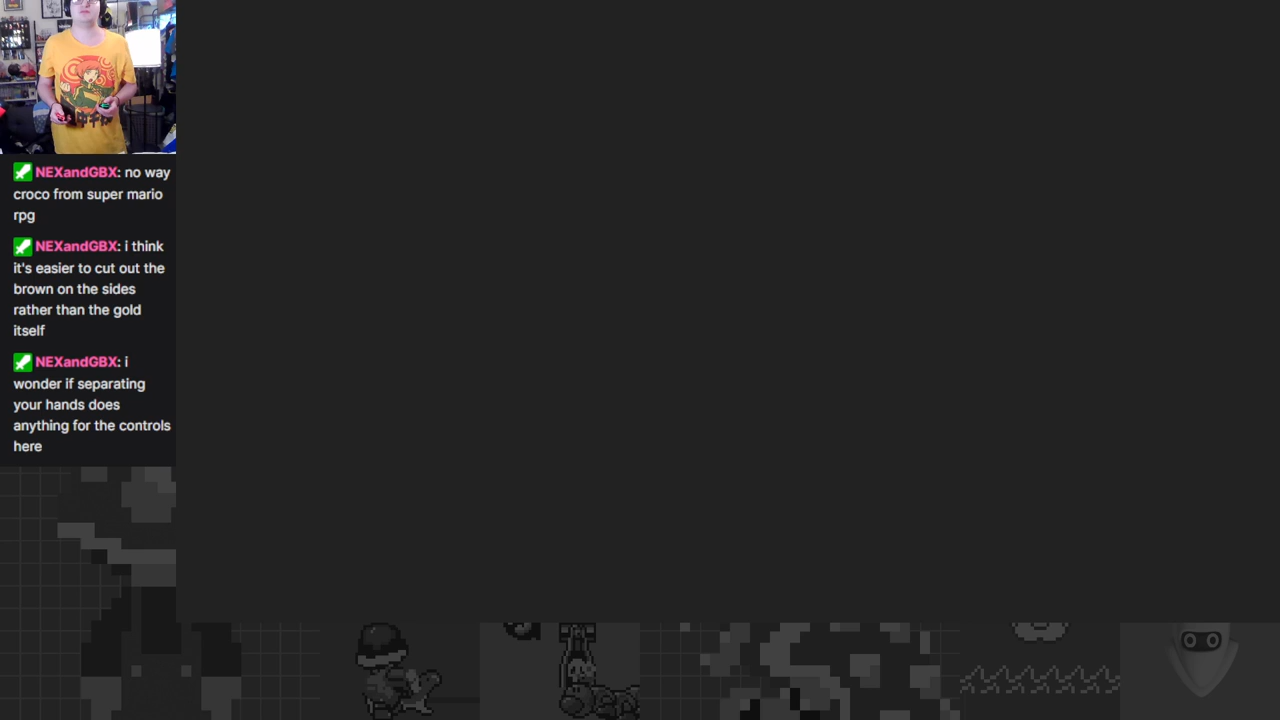 NEXandGBX: no way
croco from super mario
rpg
NEXandGBX: i think
it's easier to cut out the
brown on the sides
rather than the gold
itself
NEXandGBX: i
wonder if separating
your hands does
anything for the controls
here